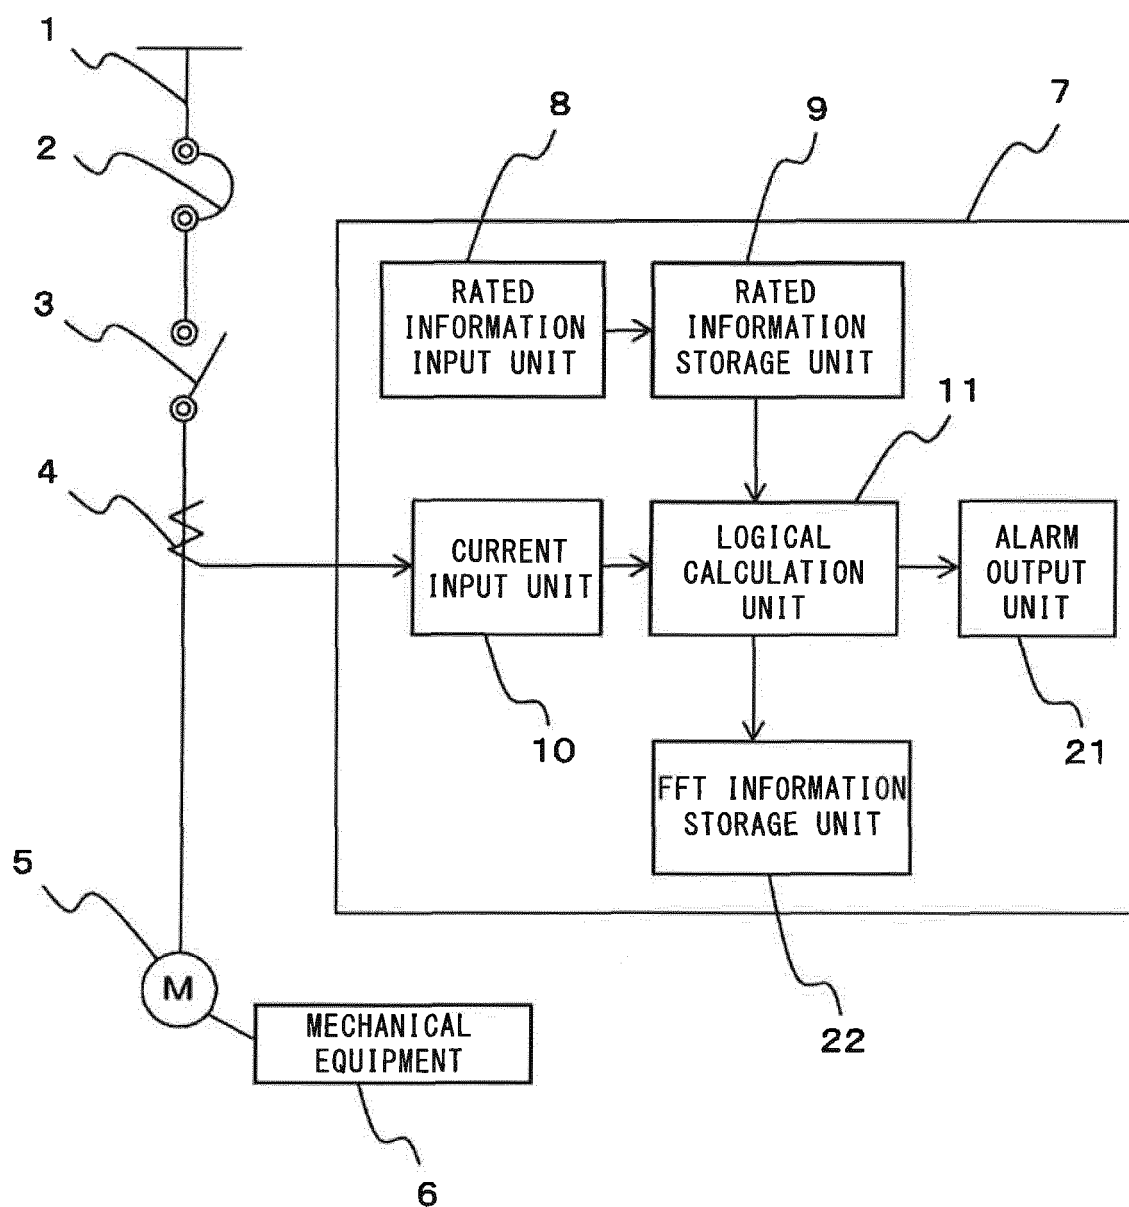 1
8
9
7
2
3
RATED
INFORMATION
INPUT UNIT
RATED
INFORMATION
STORAGE UNIT
11
4
CURRENT
INPUT UNIT
LOGICAL
CALCULATION
UNIT
ALARM
OUTPUT
UNIT
10
21
FFT INFORMATION
STORAGE UNIT
5
M
22
MECHANICAL
EQUIPMENT
6